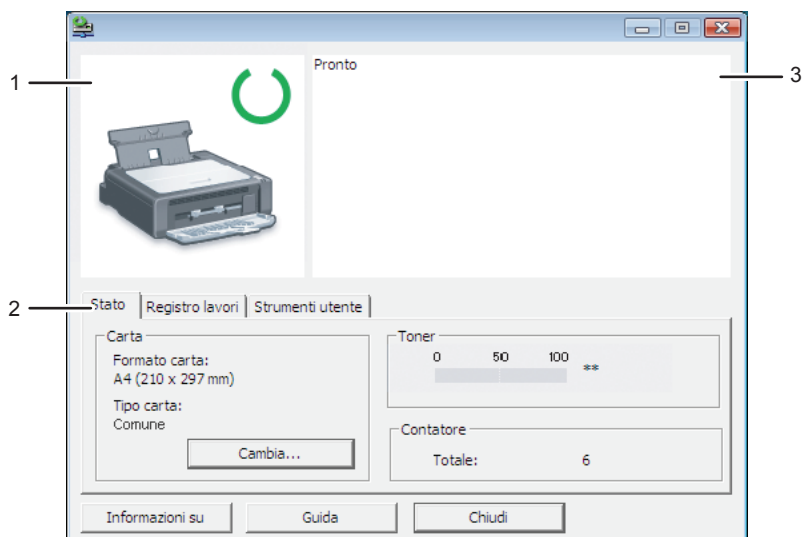 1
Pronto
3
2
Stato Registro lavori Strumenti utente
Carta
Formato carta:
A4 (210 x 297 mm)
Tipo carta:
Comune
Cambia...
Toner
0 50 100
**
Contatore
Totale: 6
Informazioni su Guida Chiudi